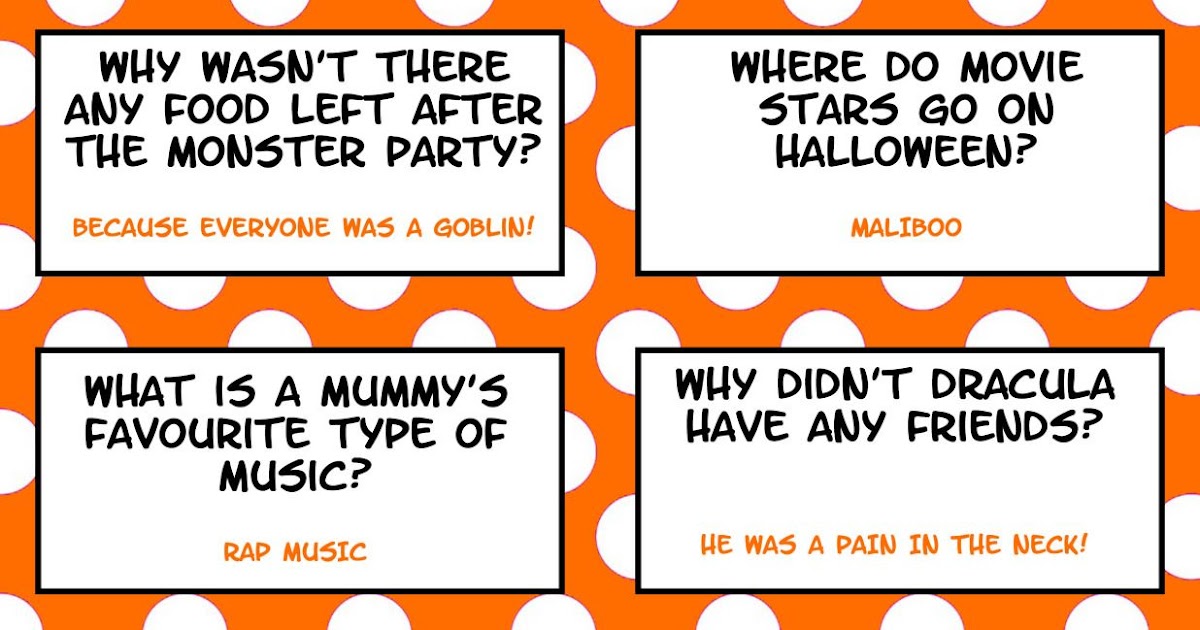 WHY WASN'T THERE
ANY FOOD LEFT AFTER
THE MONSTER PARTY?
BECAUSE EVERYONE WAS A GOBLIN!
WHERE DO MOVIE
STARS GO ON
HALLOWEEN?
MALIBOO
WHAT IS A MUMMY'S
FAVOURITE TYPE OF
MUSIC?
RAP MUSIC
WHY DIDN'T DRACULA
HAVE ANY FRIENDS?
HE WAS A PAIN IN THE NECK!